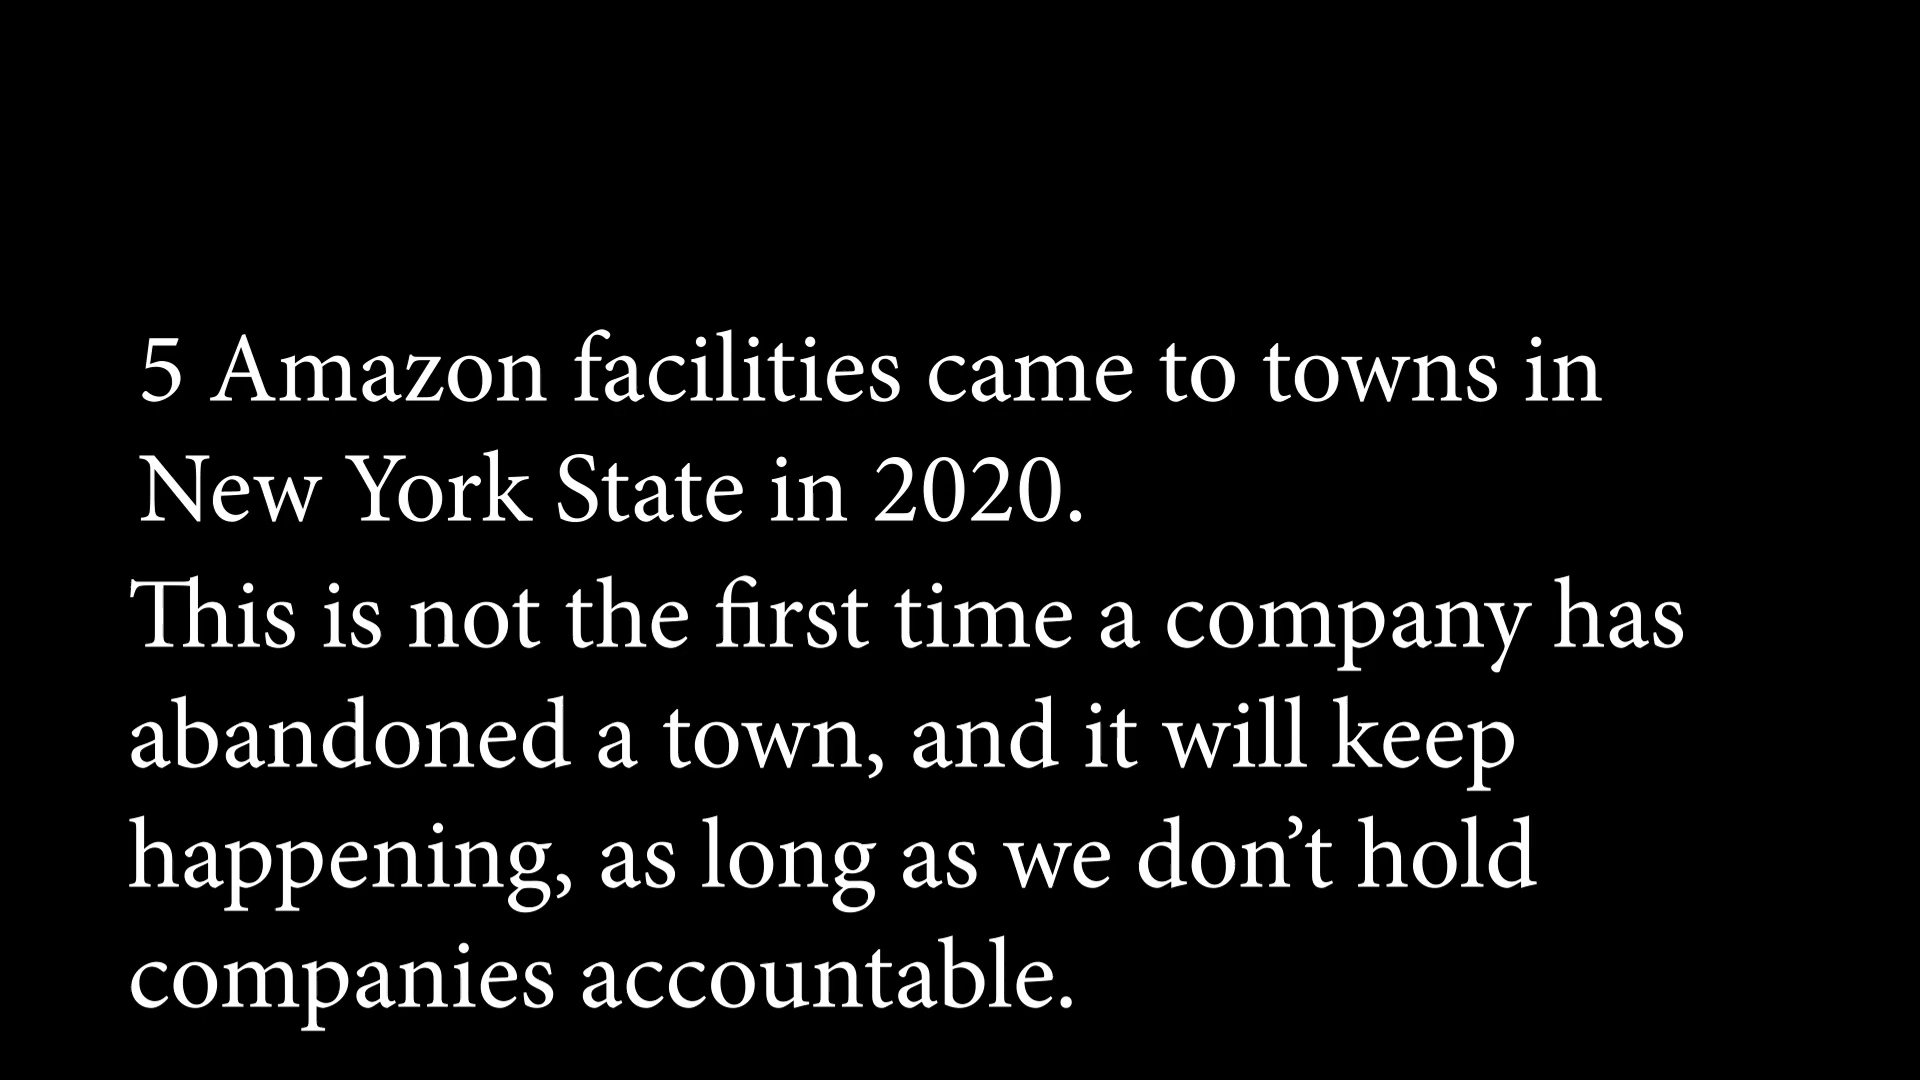 5 Amazon facilities came to towns in
New York State in 2020.
This is not the first time a company has
abandoned a town, and it will keep
happening, as long as we don’t hold
companies accountable.